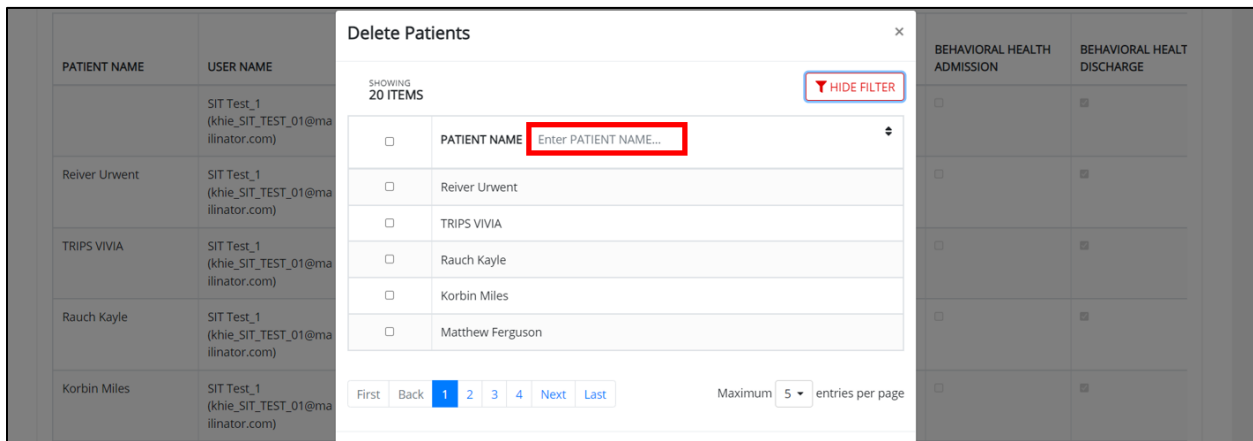 Delete Patients ×
BEHAVIORAL HEALTH
ADMISSION
BEHAVIORAL HEALT
DISCHARGE
PATIENT NAME
USER NAME
SHOWING
20 ITEMS
HIDE FILTER
PATIENT NAME Enter PATIENT NAME...
SIT Test_1
(khie_SIT_TEST_01@ma
ilinator.com)
Reiver Urwent
SIT Test_1
(khie_SIT_TEST_01@ma
ilinator.com)
Reiver Urwent
TRIPS VIVIA
TRIPS VIVIA
SIT Test_1
(khie_SIT_TEST_01@ma
ilinator.com)
Rauch Kayle
Korbin Miles
Rauch Kayle
SIT Test_1
(khie_SIT_TEST_01@ma
ilinator.com)
Matthew Ferguson
Korbin Miles
SIT Test_1
(khie_SIT_TEST_01@ma
ilinator.com)
First Back 1 2 3 4 Next Last
Maximum 5 entries per page